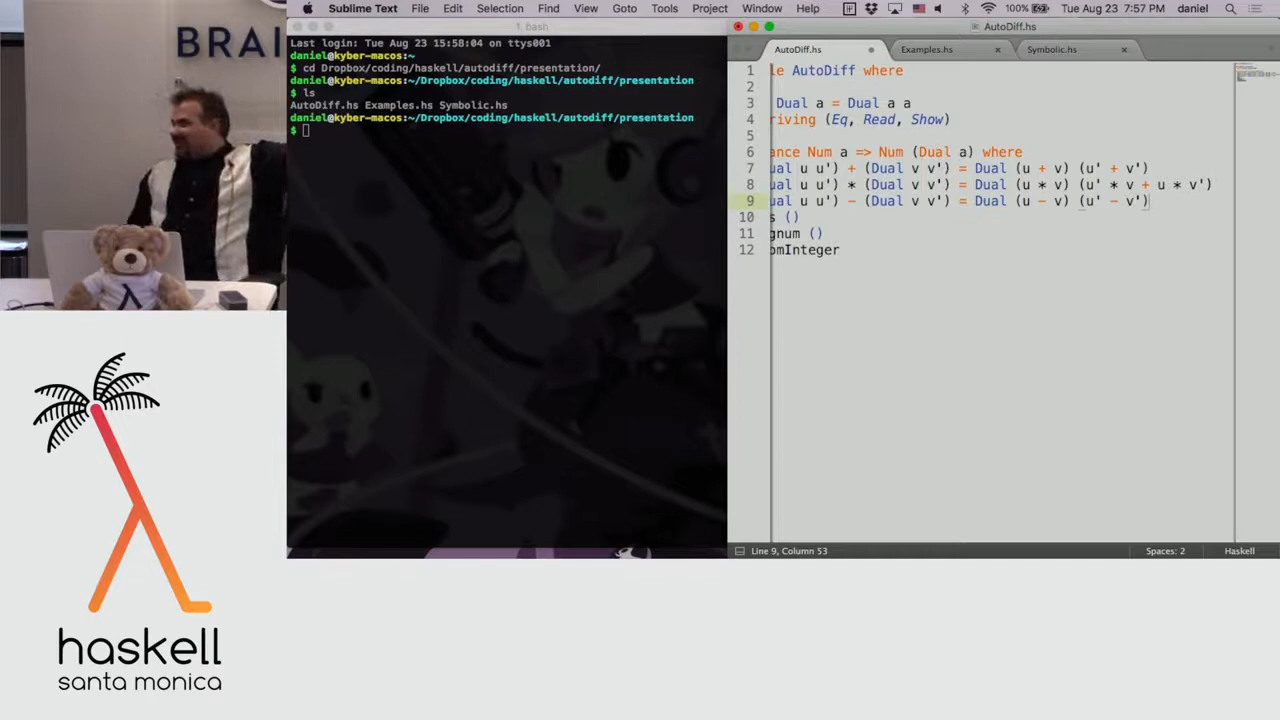 BRAI
Sublime Text File Edit Selection Find View Goto Tools Project Window Help 100% Tue Aug 23 7:57 PM daniel
1. bash
Last login: Tue Aug 23 15:58:04 on ttys001
daniel@kyber-macos:~
$ cd Dropbox/coding/haskell/autodiff/presentation/
daniel@kyber-macos:~/Dropbox/coding/haskell/autodiff/presentation
$ ls
AutoDiff.hs Examples.hs Symbolic.hs
daniel@kyber-macos:~/Dropbox/coding/haskell/autodiff/presentation
$
AutoDiff.hs
AutoDiff.hs Examples.hs Symbolic.hs
1 le AutoDiff where
2
3 Dual a = Dual a a
4 riving (Eq, Read, Show)
5
6 ance Num a => Num (Dual a) where
7 ual u u') + (Dual v v') = Dual (u + v) (u' + v')
8 ual u u') * (Dual v v') = Dual (u * v) (u' * v + u * v')
9 ual u u') - (Dual v v') = Dual (u - v) (u' - v')
10 s ()
11 gnum ()
12 omInteger
Line 9, Column 53 Spaces: 2 Haskell
λ
haskell
santa monica